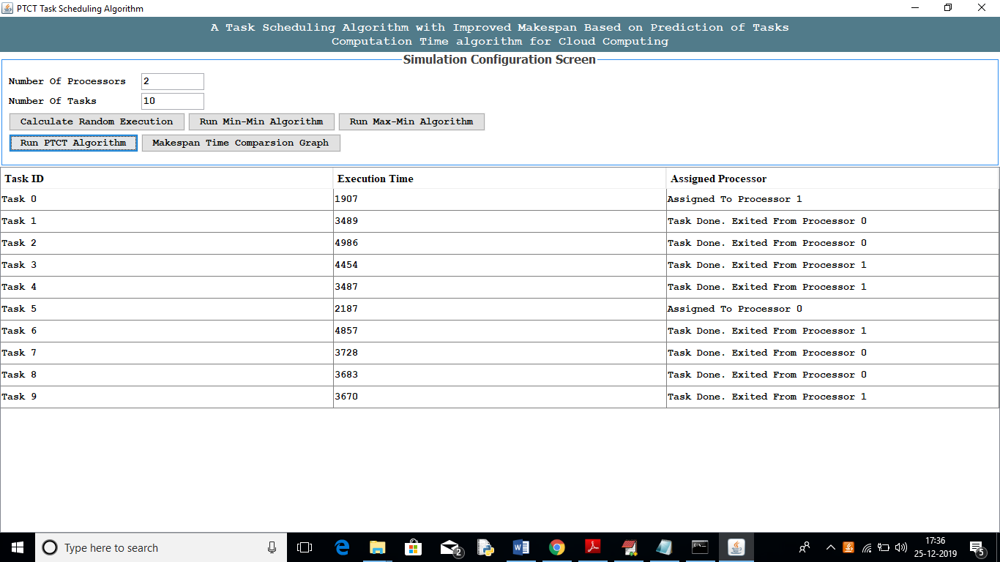 PTCT Task Scheduling Algorithm
A Task Scheduling Algorithm with Improved Makespan Based on Prediction of Tasks
Computation Time algorithm for Cloud Computing
Simulation Configuration Screen
Number Of Processors 2
Number Of Tasks 10
Calculate Random Execution Run Min-Min Algorithm Run Max-Min Algorithm
Run PTCT Algorithm Makespan Time Comparsion Graph
Task ID Execution Time Assigned Processor
Task 0 1907 Assigned To Processor 1
Task 1 3489 Task Done. Exited From Processor 0
Task 2 4986 Task Done. Exited From Processor 0
Task 3 4454 Task Done. Exited From Processor 1
Task 4 3487 Task Done. Exited From Processor 1
Task 5 2187 Assigned To Processor 0
Task 6 4857 Task Done. Exited From Processor 1
Task 7 3728 Task Done. Exited From Processor 0
Task 8 3683 Task Done. Exited From Processor 0
Task 9 3670 Task Done. Exited From Processor 1
Type here to search 2 17:36
25-12-2019 5